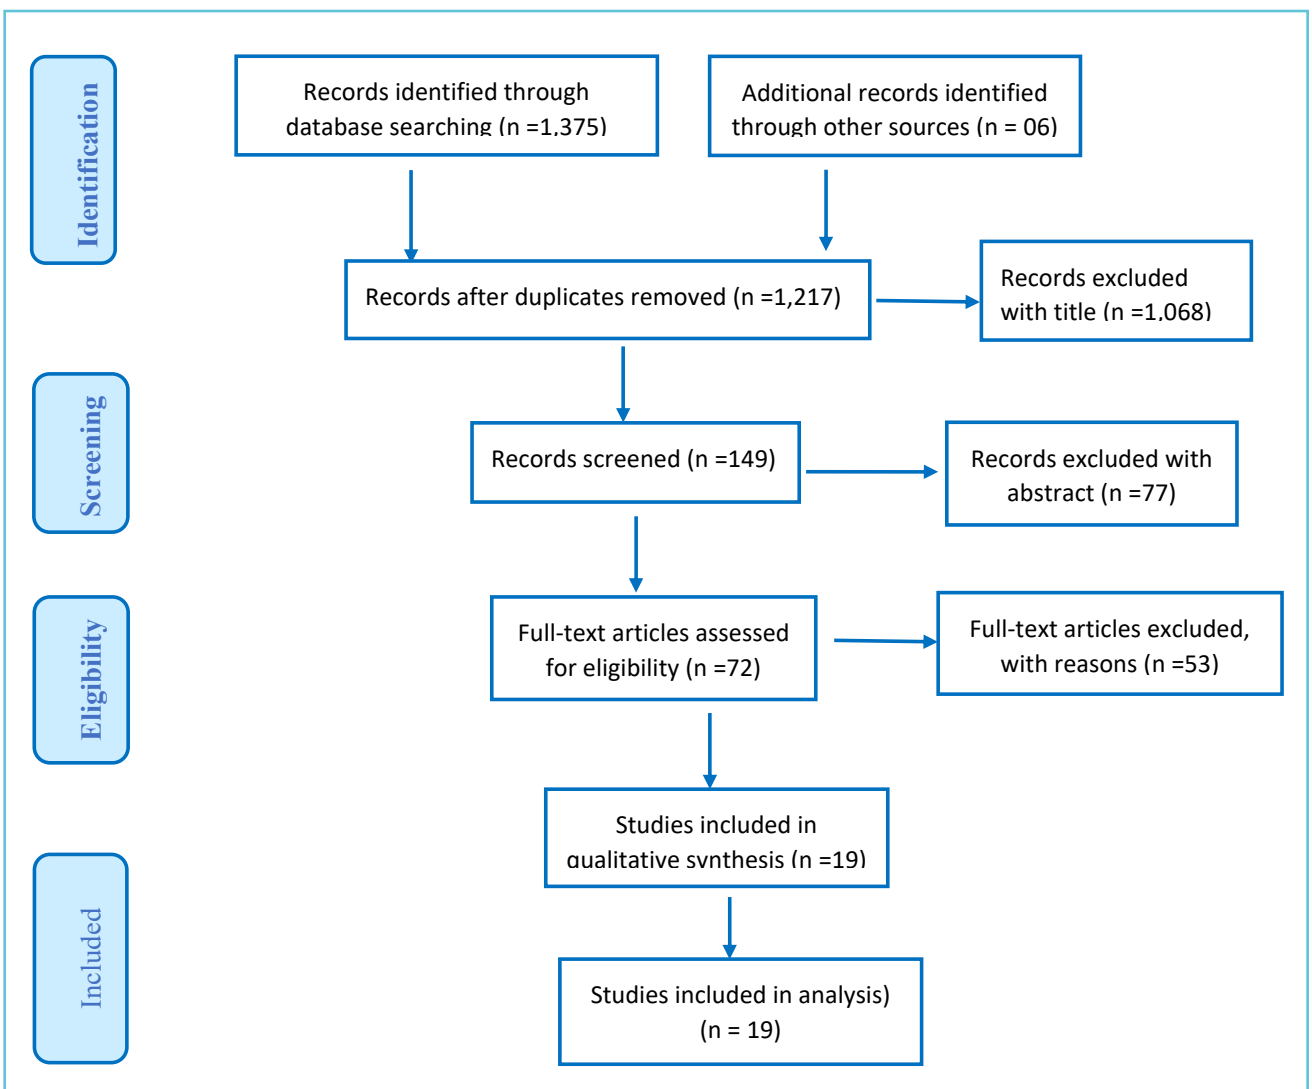 Identification
Records identified through
database searching (n =1,375)
Additional records identified
through other sources (n = 06)
Records after duplicates removed (n =1,217)
Records excluded
with title (n =1,068)
Screening
Records screened (n =149)
Records excluded with
abstract (n =77)
Eligibility
Full-text articles assessed
for eligibility (n =72)
Full-text articles excluded,
with reasons (n =53)
Studies included in
qualitative synthesis (n =19)
Included
Studies included in analysis)
(n = 19)